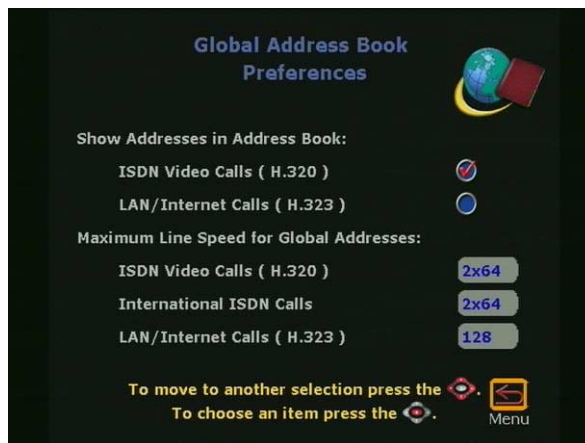 Global Address Book
Preferences
Show Addresses in Address Book:
ISDN Video Calls ( H.320 )
LAN/Internet Calls ( H.323 )
Maximum Line Speed for Global Addresses:
ISDN Video Calls ( H.320 ) 2x64
International ISDN Calls 2x64
LAN/Internet Calls ( H.323 ) 128
To move to another selection press the .
To choose an item press the .
Menu